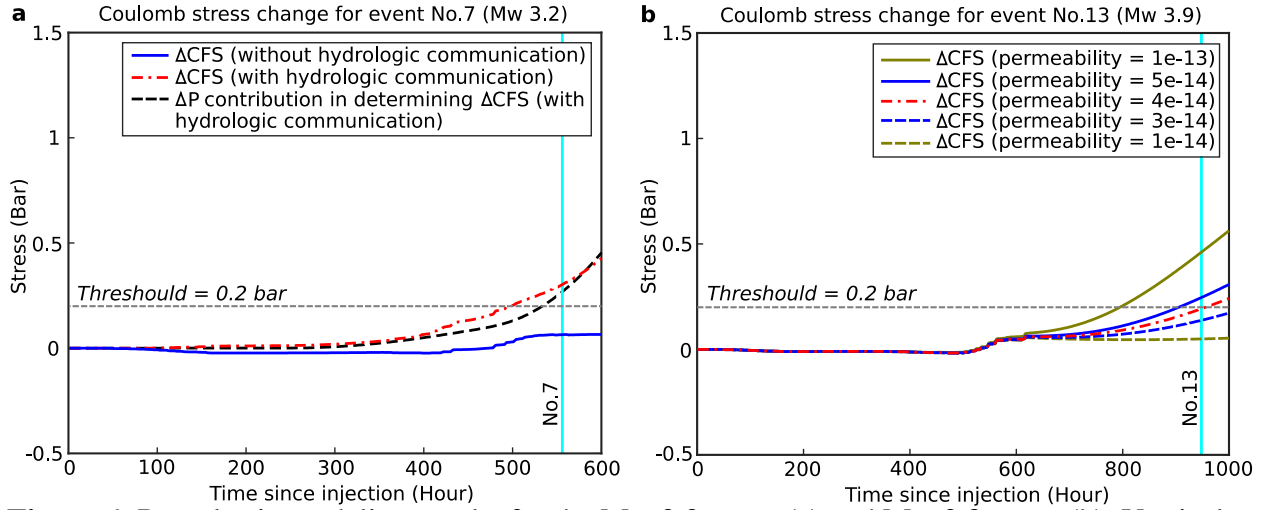 a
Coulomb stress change for event No.7 (Mw 3.2)
1.5
1
0.5
0
-0.5
Stress (Bar)
ΔCFS (without hydrologic communication)
ΔCFS (with hydrologic communication)
ΔP contribution in determining ΔCFS (with
hydrologic communication)
Threshould = 0.2 bar
No.7
0 100 200 300 400 500 600
Time since injection (Hour)
b
Coulomb stress change for event No.13 (Mw 3.9)
1.5
1
0.5
0
-0.5
Stress (Bar)
ΔCFS (permeability = 1e-13)
ΔCFS (permeability = 5e-14)
ΔCFS (permeability = 4e-14)
ΔCFS (permeability = 3e-14)
ΔCFS (permeability = 1e-14)
Threshould = 0.2 bar
No.13
0 200 400 600 800 1000
Time since injection (Hour)